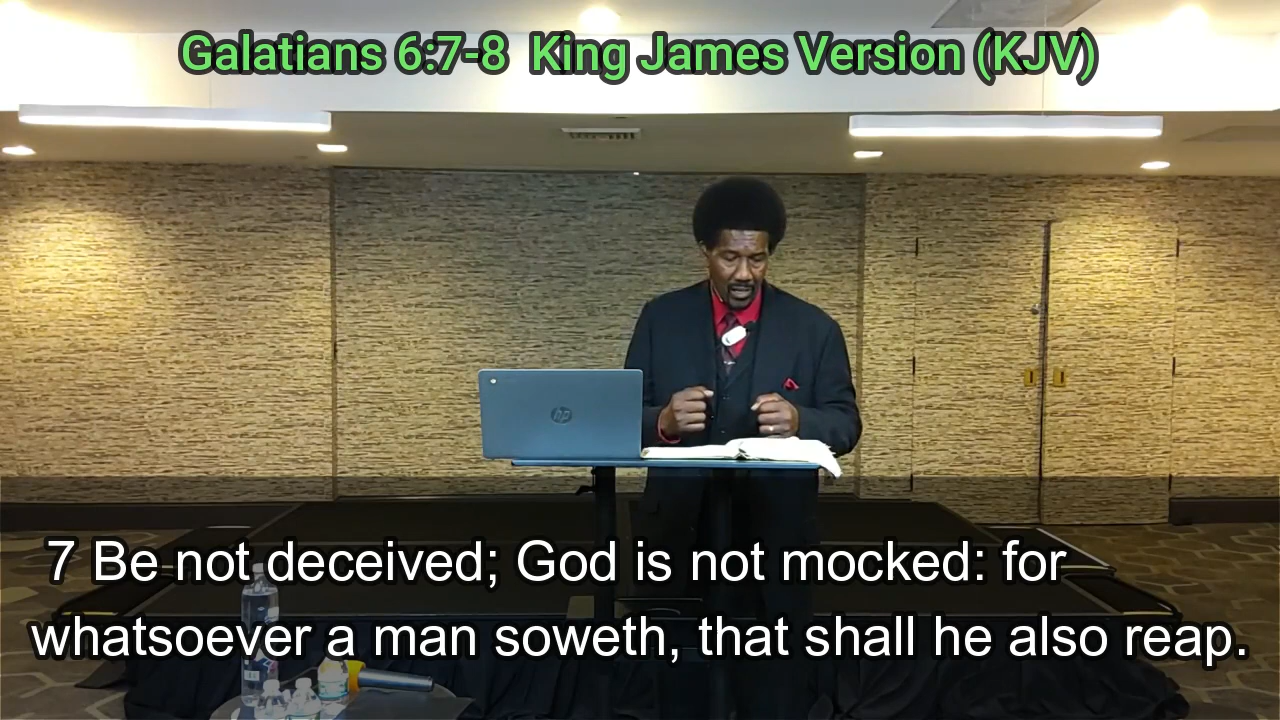 Galatians 6:7-8 King James Version (KJV)
hp
7 Be not deceived; God is not mocked: for
whatsoever a man soweth, that shall he also reap.